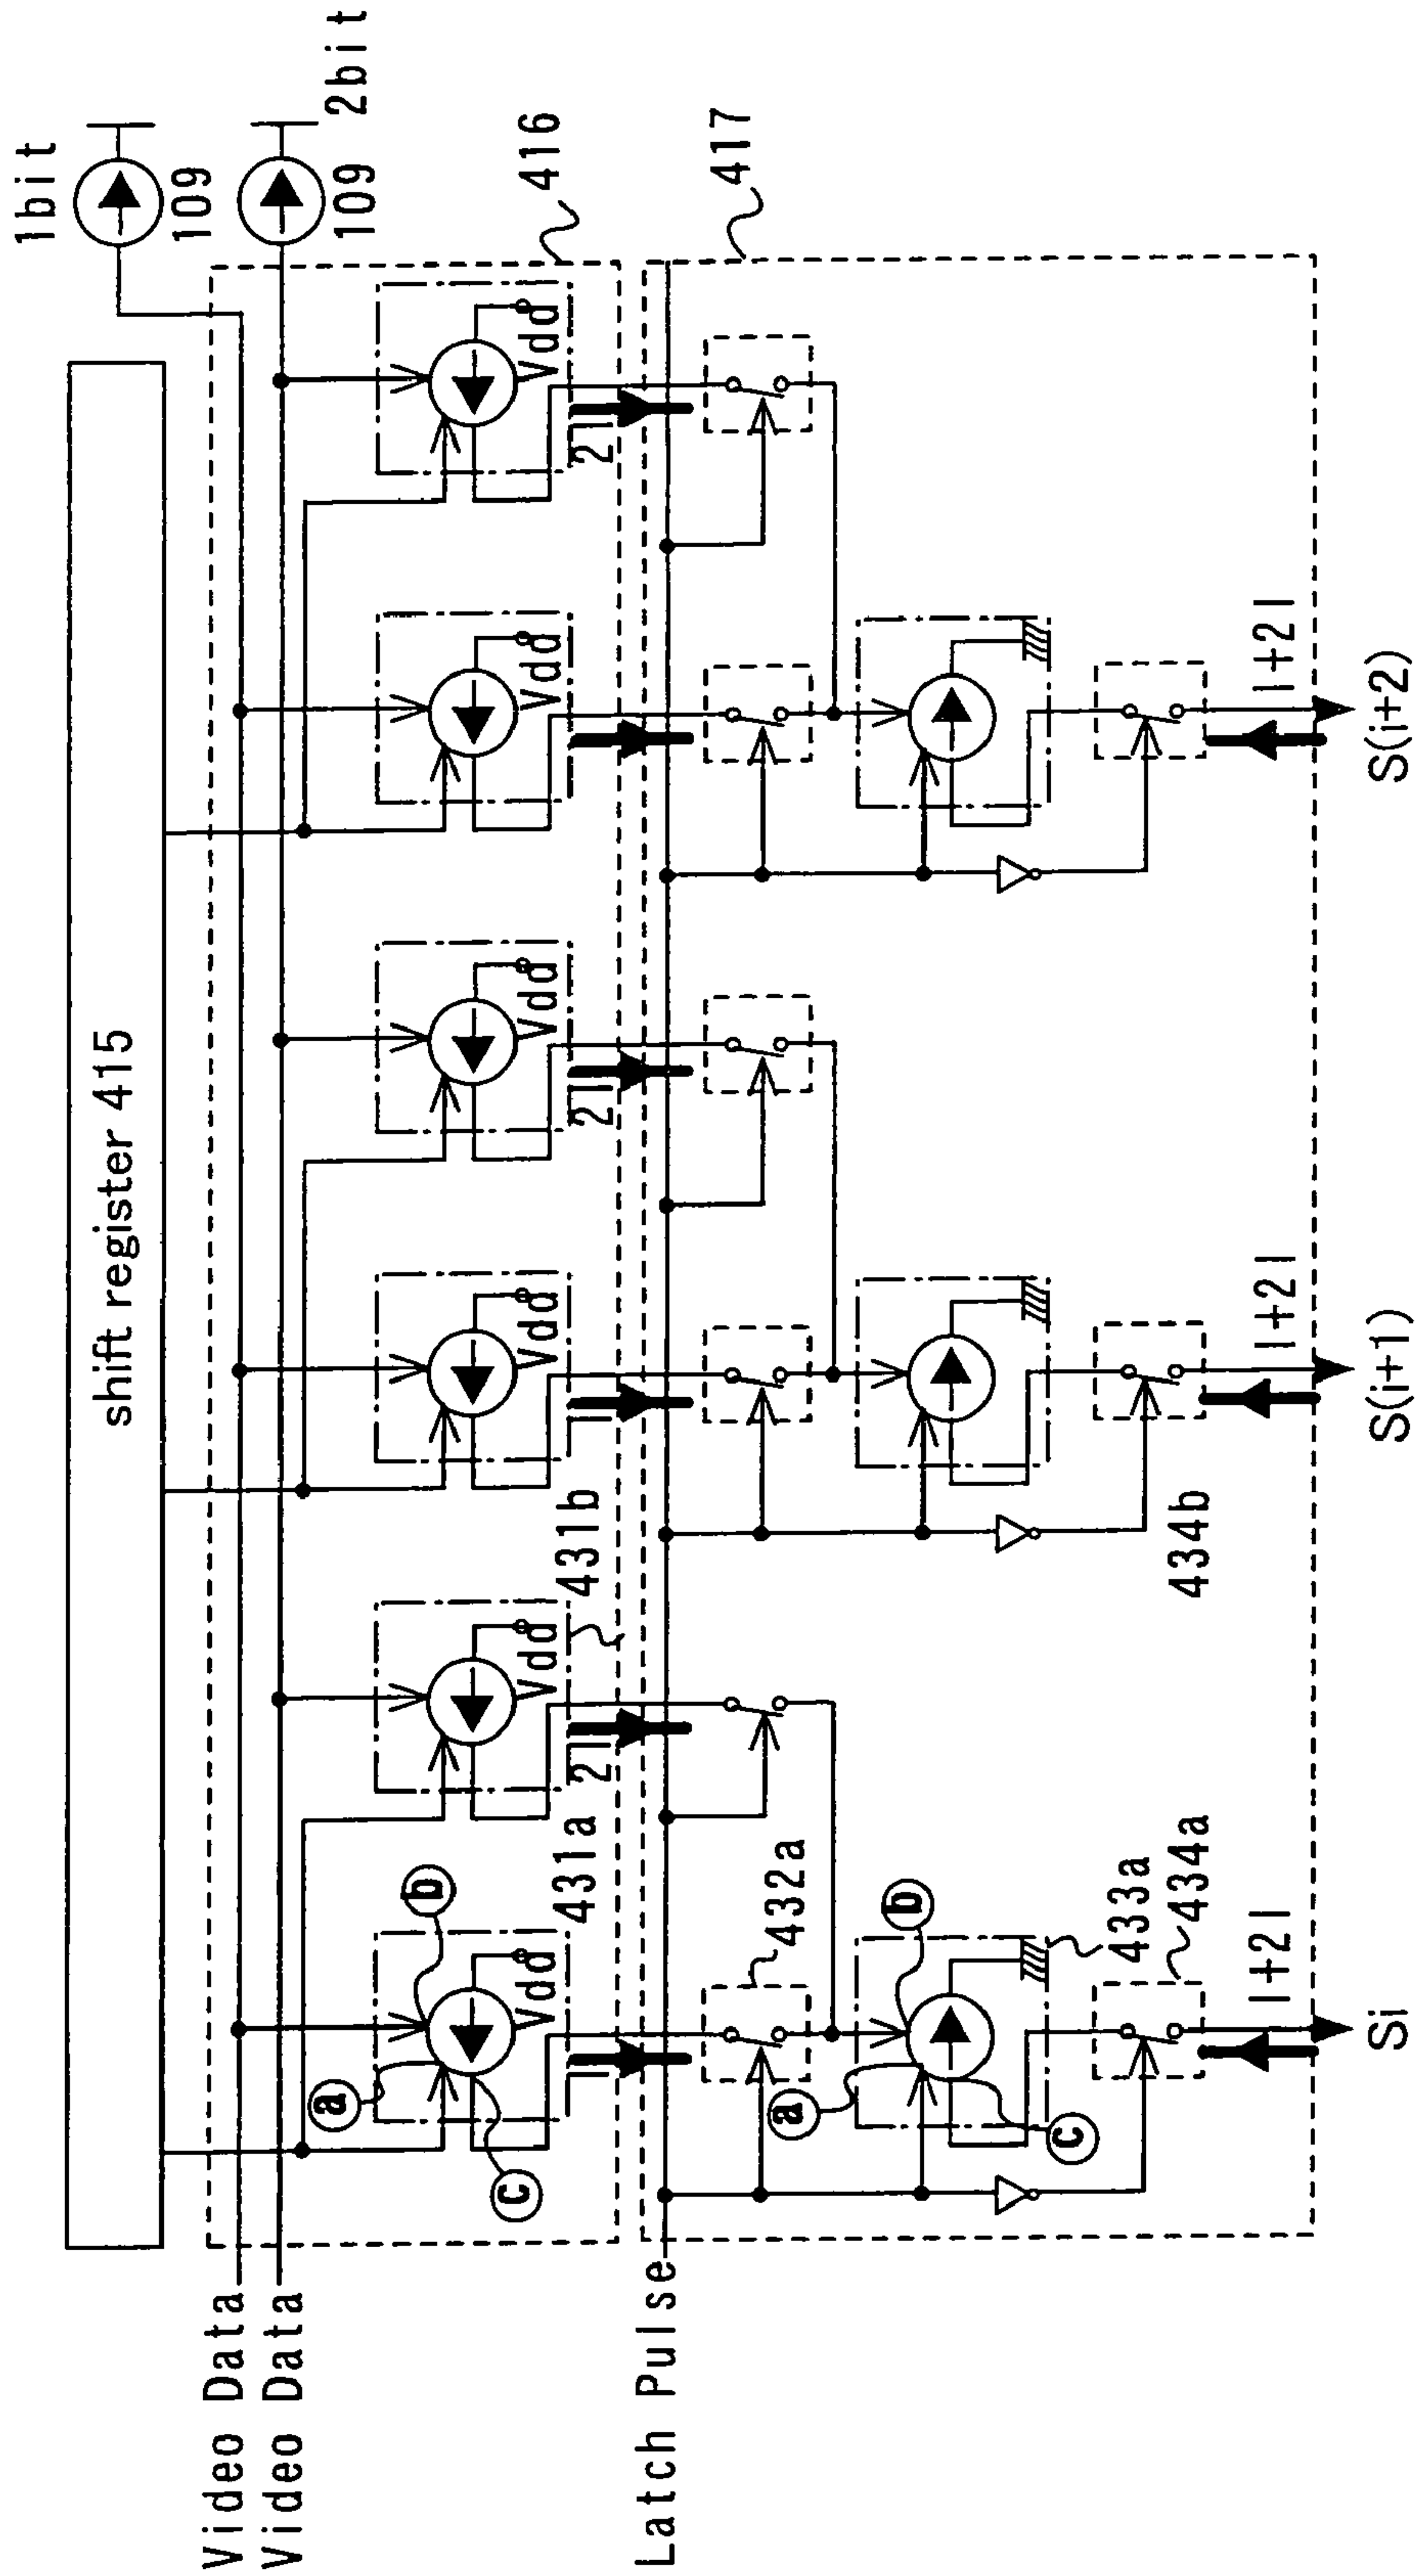 1bit
109
2bit
109
shift register 415
416
Video Data
Video Data
a
b
c
Vdd
Vdd
Vdd
Vdd
Vdd
Vdd
431a
431b
I
2I
I
2I
I
2I
417
Latch Pulse
432a
a
b
c
433a
434a
434b
I+2I
I+2I
I+2I
Si
S(i+1)
S(i+2)